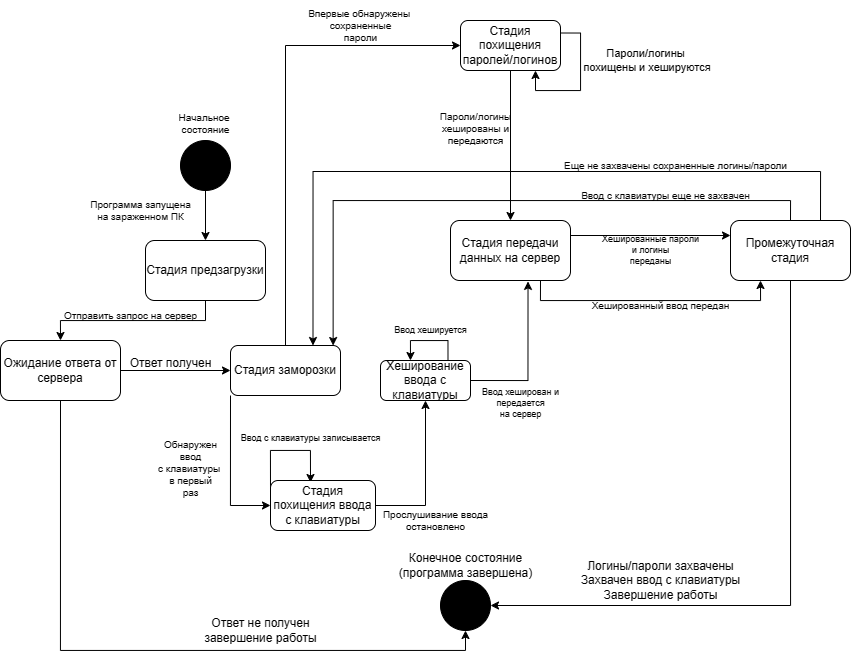 Впервые обнаружены
сохраненные
пароли
Стадия
похищения
паролей/логинов
Пароли/логины
похищены и хешируются
Начальное
состояние
Пароли/логины
хешированы и
передаются
Еще не захвачены сохраненные логины/пароли
Ввод с клавиатуры еще не захвачен
Программа запущена
на зараженном ПК
Стадия предзагрузки
Стадия передачи
данных на сервер
Хешированные пароли
и логины
переданы
Промежуточная
стадия
Отправить запрос на сервер
Хешированный ввод передан
Ожидание ответа от
сервера
Ответ получен
Стадия заморозки
Ввод хешируется
Хеширование
ввода с
клавиатуры
Ввод хеширован и
передается
на сервер
Обнаружен
ввод
с клавиатуры
в первый
раз
Ввод с клавиатуры записывается
Стадия
похищения ввода
с клавиатуры
Прослушивание ввода
остановлено
Конечное состояние
(программа завершена)
Логины/пароли захвачены
Захвачен ввод с клавиатуры
Завершение работы
Ответ не получен
завершение работы